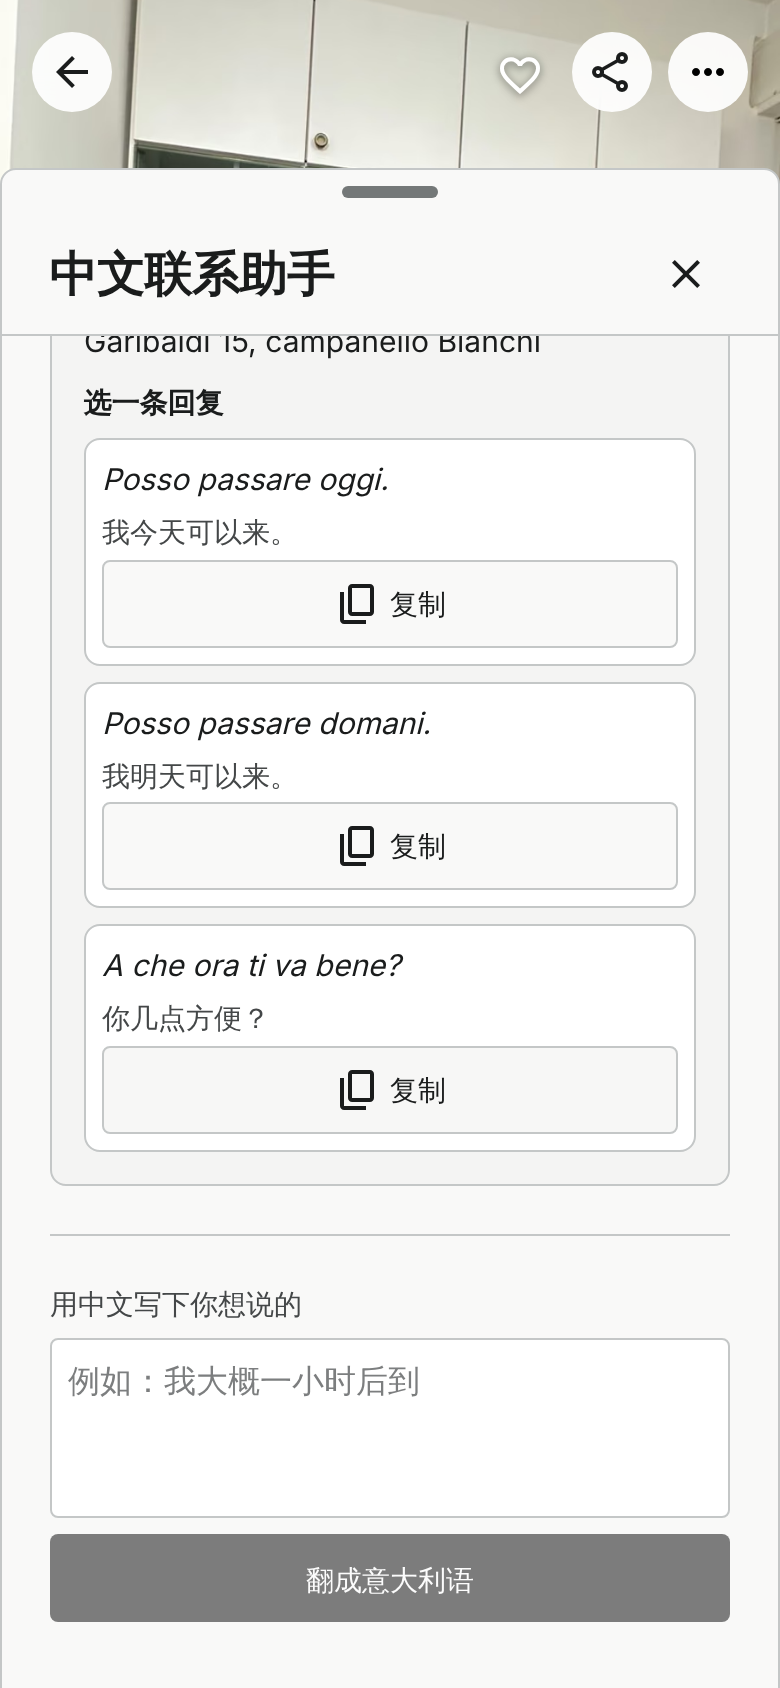 中文联系助手
Garibaldi 15, campanello Bianchi
选一条回复
Posso passare oggi.
我今天可以来。
复制
Posso passare domani.
我明天可以来。
复制
A che ora ti va bene?
你几点方便？
复制
用中文写下你想说的
例如：我大概一小时后到
翻成意大利语